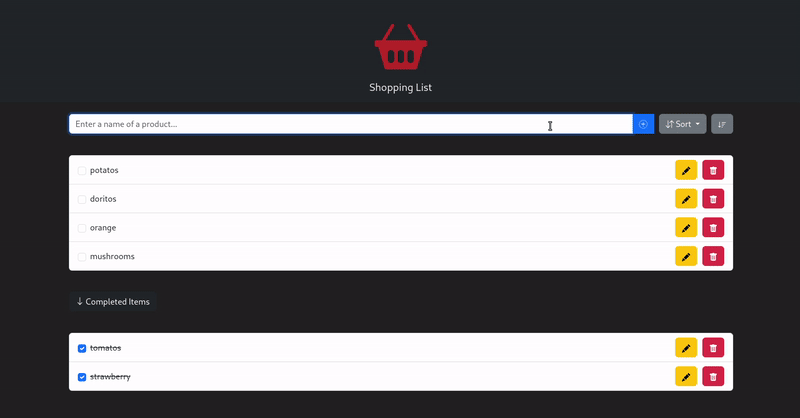 Shopping List
Enter a name of a product...
Sort
potatos
doritos
orange
mushrooms
↓ Completed Items
tomatos
strawberry